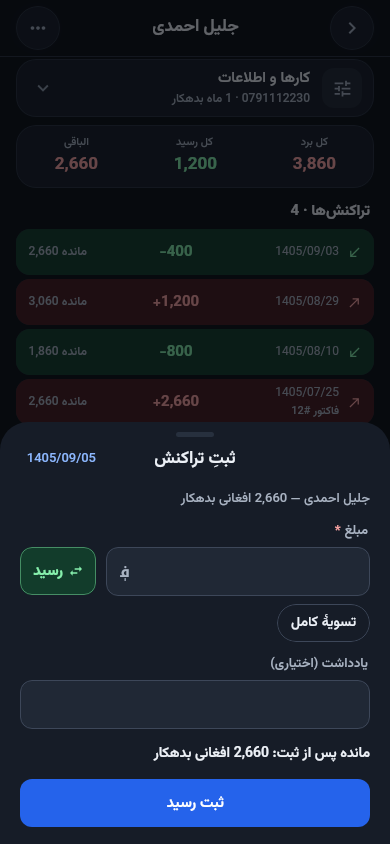 جلیل احمدی
کارها و اطلاعات
0791112230 · 1 ماه بدهکار
کل برد
کل رسید
الباقی
3,860
1,200
2,660
تراکنش‌ها · 4
1405/09/03
−400
مانده 2,660
1405/08/29
+1,200
مانده 3,060
1405/08/10
−800
مانده 1,860
1405/07/25
فاکتور #12
+2,660
مانده 2,660
ثبتِ تراکنش
1405/09/05
جلیل احمدی — 2,660 افغانی بدهکار
مبلغ *
؋
رسید
تسویهٔ کامل
یادداشت (اختیاری)
مانده پس از ثبت: 2,660 افغانی بدهکار
ثبت رسید